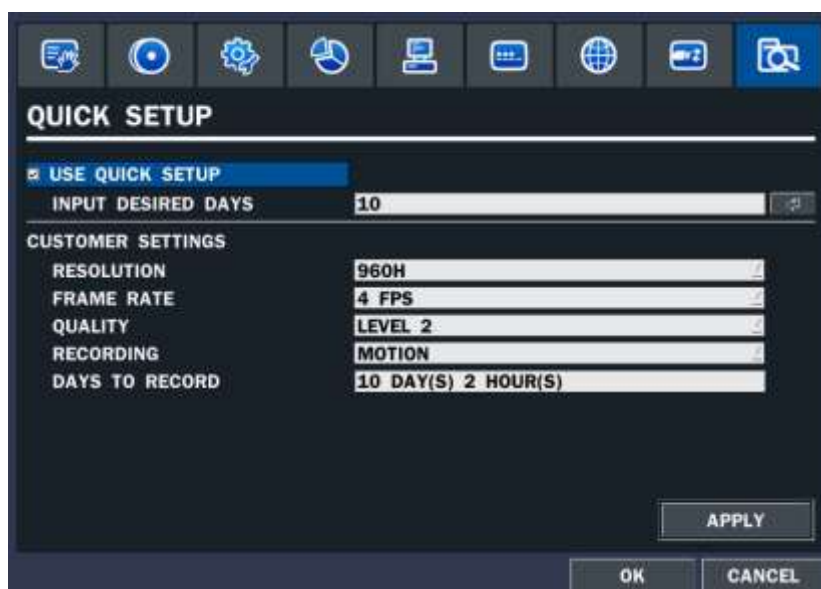 QUICK SETUP
USE QUICK SETUP
INPUT DESIRED DAYS 10
CUSTOMER SETTINGS
RESOLUTION 960H
FRAME RATE 4 FPS
QUALITY LEVEL 2
RECORDING MOTION
DAYS TO RECORD 10 DAY(S) 2 HOUR(S)
APPLY
OK CANCEL